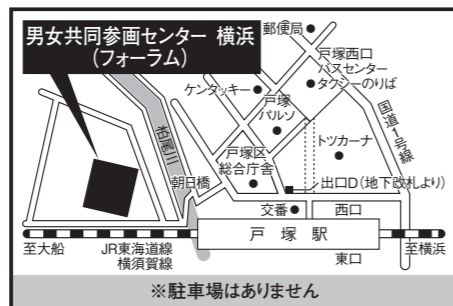 男女共同参画センター 横浜
(フォーラム)
郵便局
戸塚西口
バスセンター
タクシーのりば
ケンタッキー
戸塚
パルソ
国道1号線
柏尾川
トツカーナ
戸塚区
総合庁舎
朝日橋
出口D(地下改札より)
交番
西口
至大船
JR東海道線
横須賀線
戸塚駅
東口
至横浜
※駐車場はありません